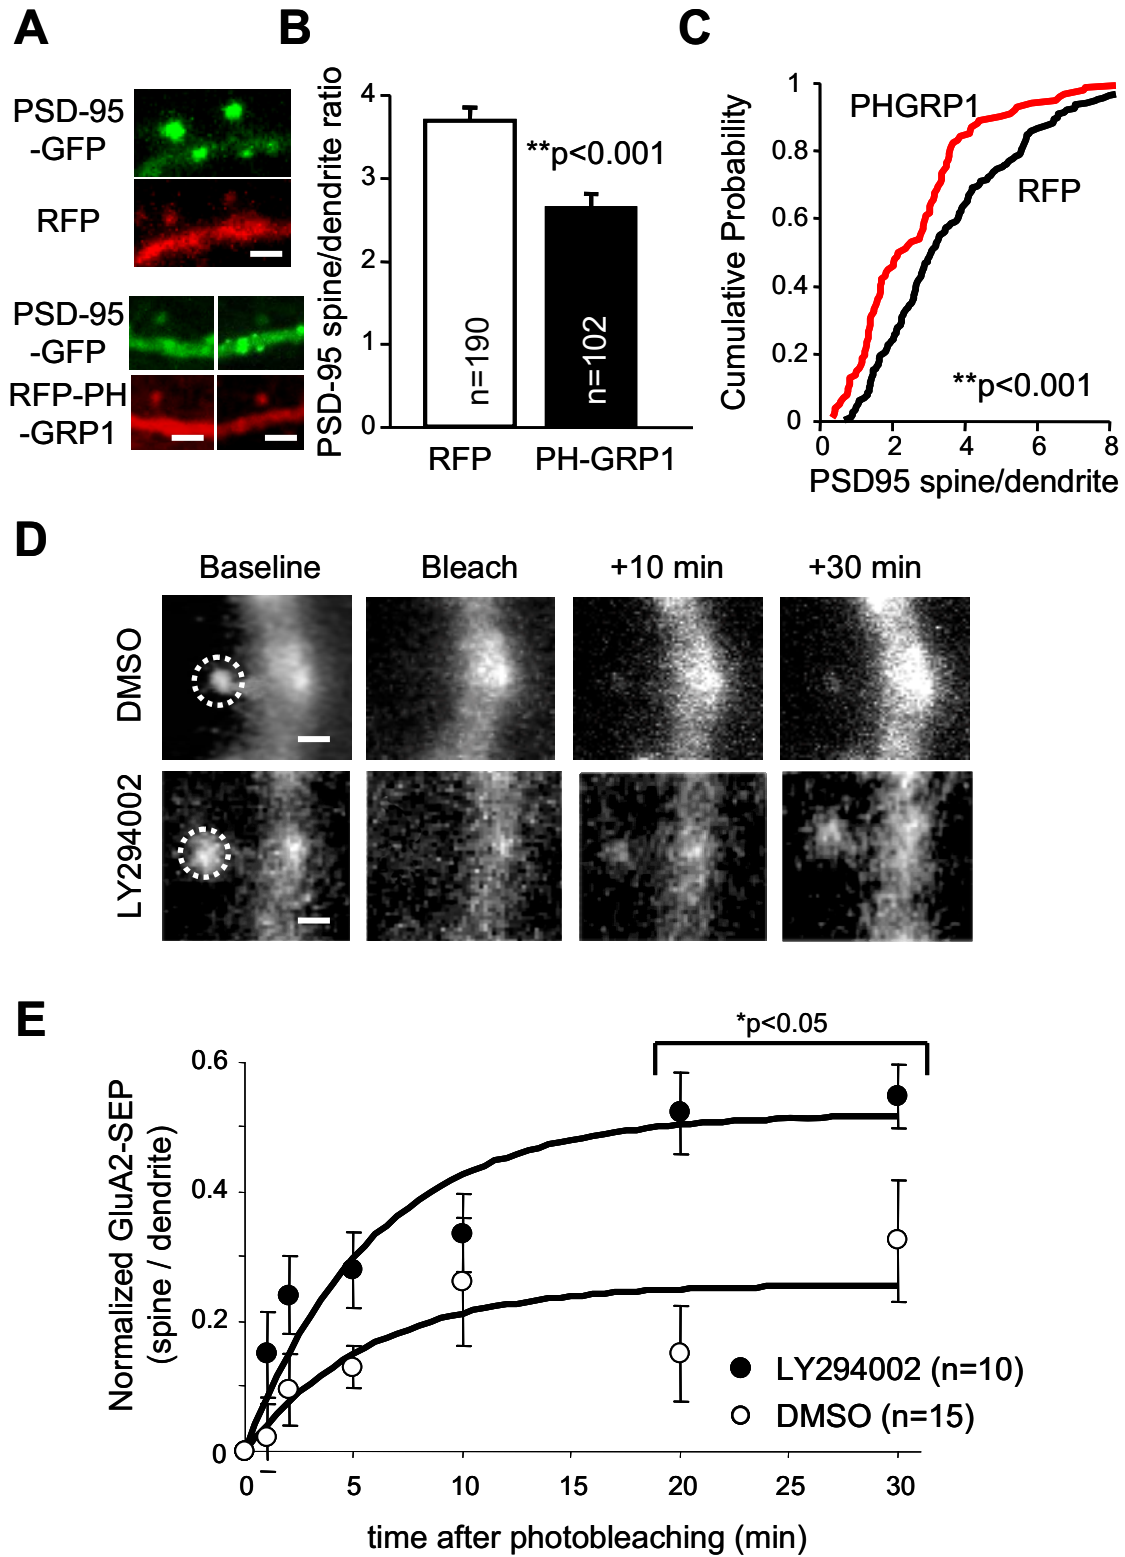 A
PSD-95
-GFP
RFP
PSD-95
-GFP
RFP-PH
-GRP1
B
PSD-95 spine/dendrite ratio
4
3
2
1
0
**p<0.001
n=190
n=102
RFP
PH-GRP1
C
Cumulative Probability
1
0.8
0.6
0.4
0.2
0
PHGRP1
RFP
**p<0.001
0
2
4
6
8
PSD95 spine/dendrite
D
Baseline
Bleach
+10 min
+30 min
DMSO
LY294002
E
*p<0.05
Normalized GluA2-SEP
(spine / dendrite)
0.6
0.4
0.2
0
LY294002 (n=10)
DMSO (n=15)
0
5
10
15
20
25
30
time after photobleaching (min)